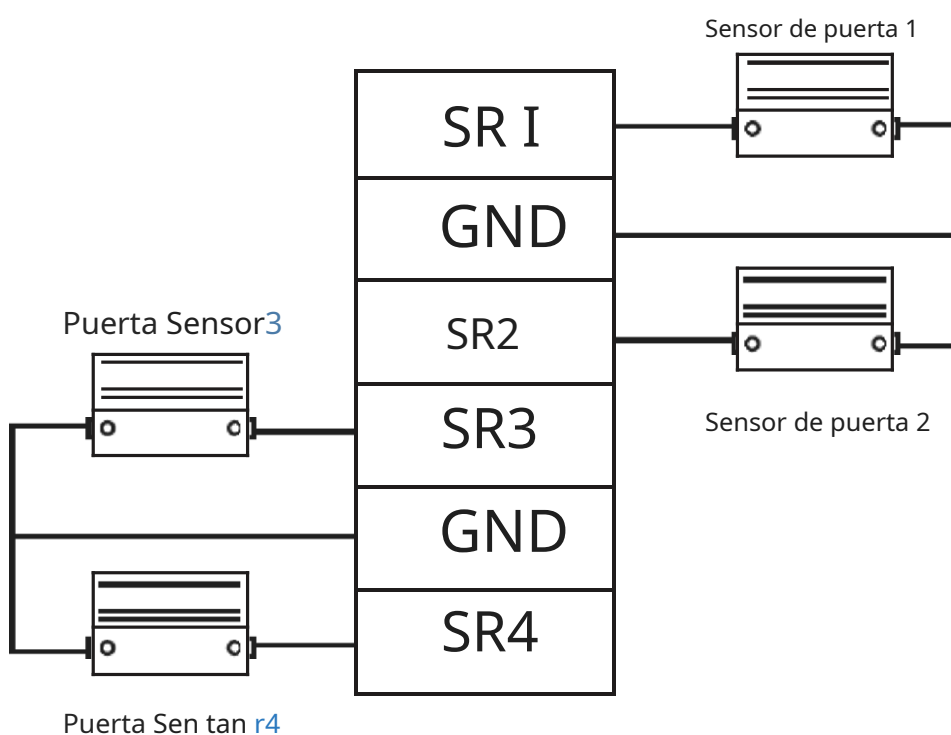 Sensor de puerta 1
SR I
GND
SR2
Puerta Sensor3
SR3
Sensor de puerta 2
GND
SR4
Puerta Sen tan r4